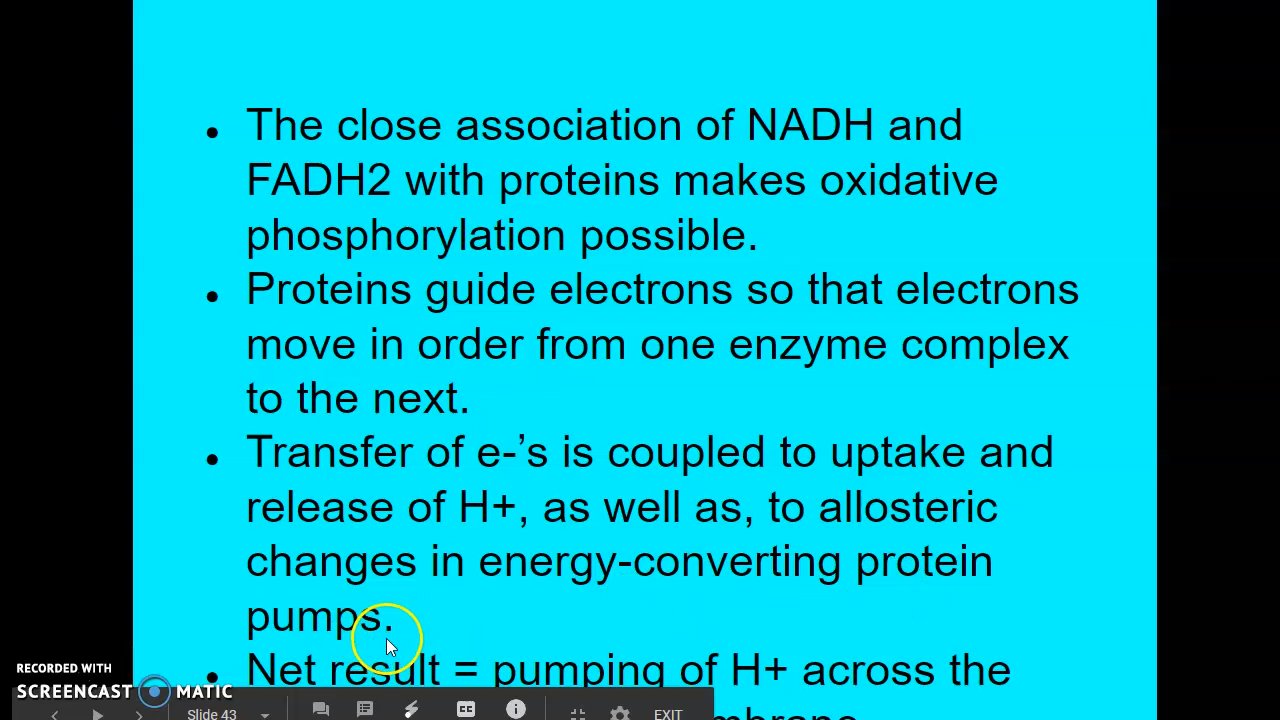 The close association of NADH and
FADH2 with proteins makes oxidative
phosphorylation possible.
Proteins guide electrons so that electrons
move in order from one enzyme complex
to the next.
Transfer of e-’s is coupled to uptake and
release of H+, as well as, to allosteric
changes in energy-converting protein
pumps.
Net result = pumping of H+ across the
RECORDED WITH
SCREENCAST MATIC
Slide 43
EXIT